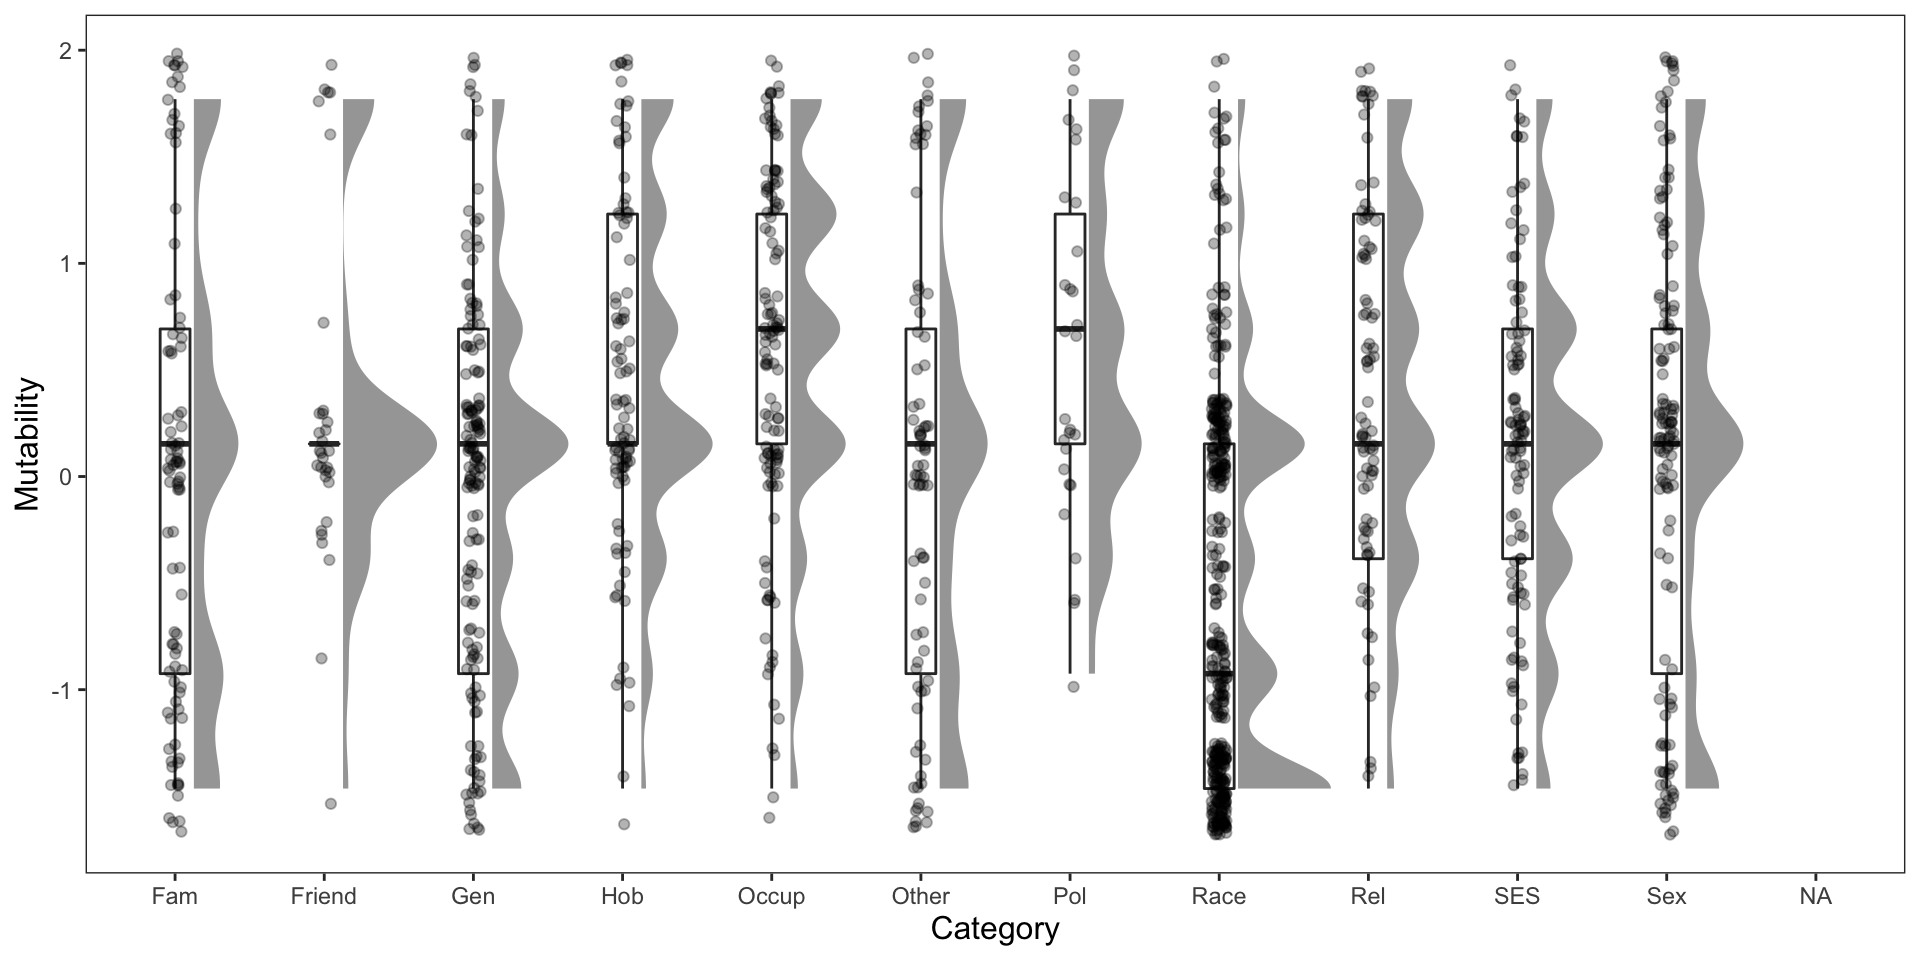 Mutability
2
1
0
-1
Fam Friend Gen Hob Occup Other Pol Race Rel SES Sex NA
Category